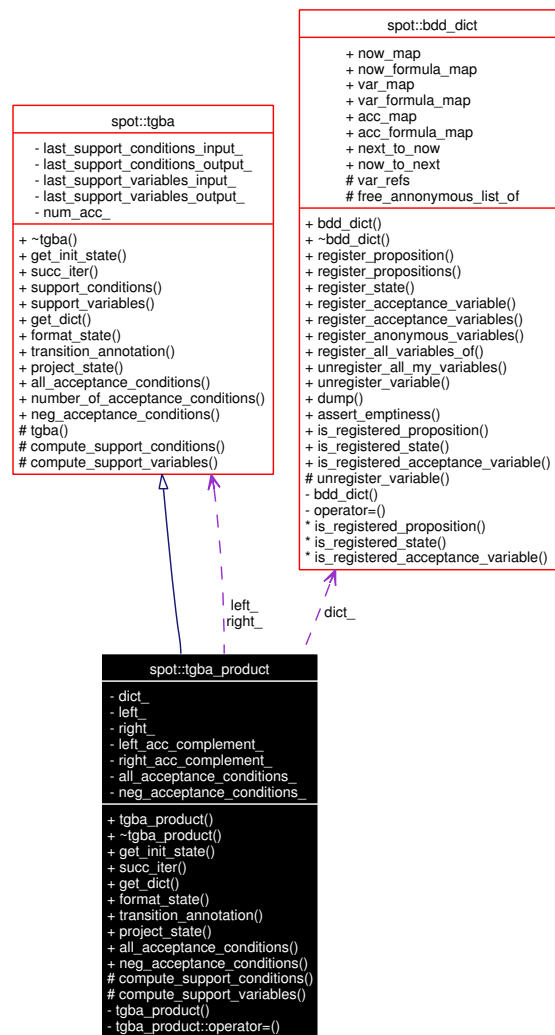 spot::bdd_dict
+ now_map
+ now_formula_map
+ var_map
+ var_formula_map
+ acc_map
+ acc_formula_map
+ next_to_now
+ now_to_next
# var_refs
# free_annonymous_list_of
+ bdd_dict()
+ ~bdd_dict()
+ register_proposition()
+ register_propositions()
+ register_state()
+ register_acceptance_variable()
+ register_acceptance_variables()
+ register_anonymous_variables()
+ register_all_variables_of()
+ unregister_all_my_variables()
+ unregister_variable()
+ dump()
+ assert_emptiness()
+ is_registered_proposition()
+ is_registered_state()
+ is_registered_acceptance_variable()
# unregister_variable()
- bdd_dict()
- operator=()
* is_registered_proposition()
* is_registered_state()
* is_registered_acceptance_variable()
spot::tgba
- last_support_conditions_input_
- last_support_conditions_output_
- last_support_variables_input_
- last_support_variables_output_
- num_acc_
+ ~tgba()
+ get_init_state()
+ succ_iter()
+ support_conditions()
+ support_variables()
+ get_dict()
+ format_state()
+ transition_annotation()
+ project_state()
+ all_acceptance_conditions()
+ number_of_acceptance_conditions()
+ neg_acceptance_conditions()
# tgba()
# compute_support_conditions()
# compute_support_variables()
left_
right_
dict_
spot::tgba_product
- dict_
- left_
- right_
- left_acc_complement_
- right_acc_complement_
- all_acceptance_conditions_
- neg_acceptance_conditions_
+ tgba_product()
+ ~tgba_product()
+ get_init_state()
+ succ_iter()
+ get_dict()
+ format_state()
+ transition_annotation()
+ project_state()
+ all_acceptance_conditions()
+ neg_acceptance_conditions()
# compute_support_conditions()
# compute_support_variables()
- tgba_product()
- tgba_product::operator=()